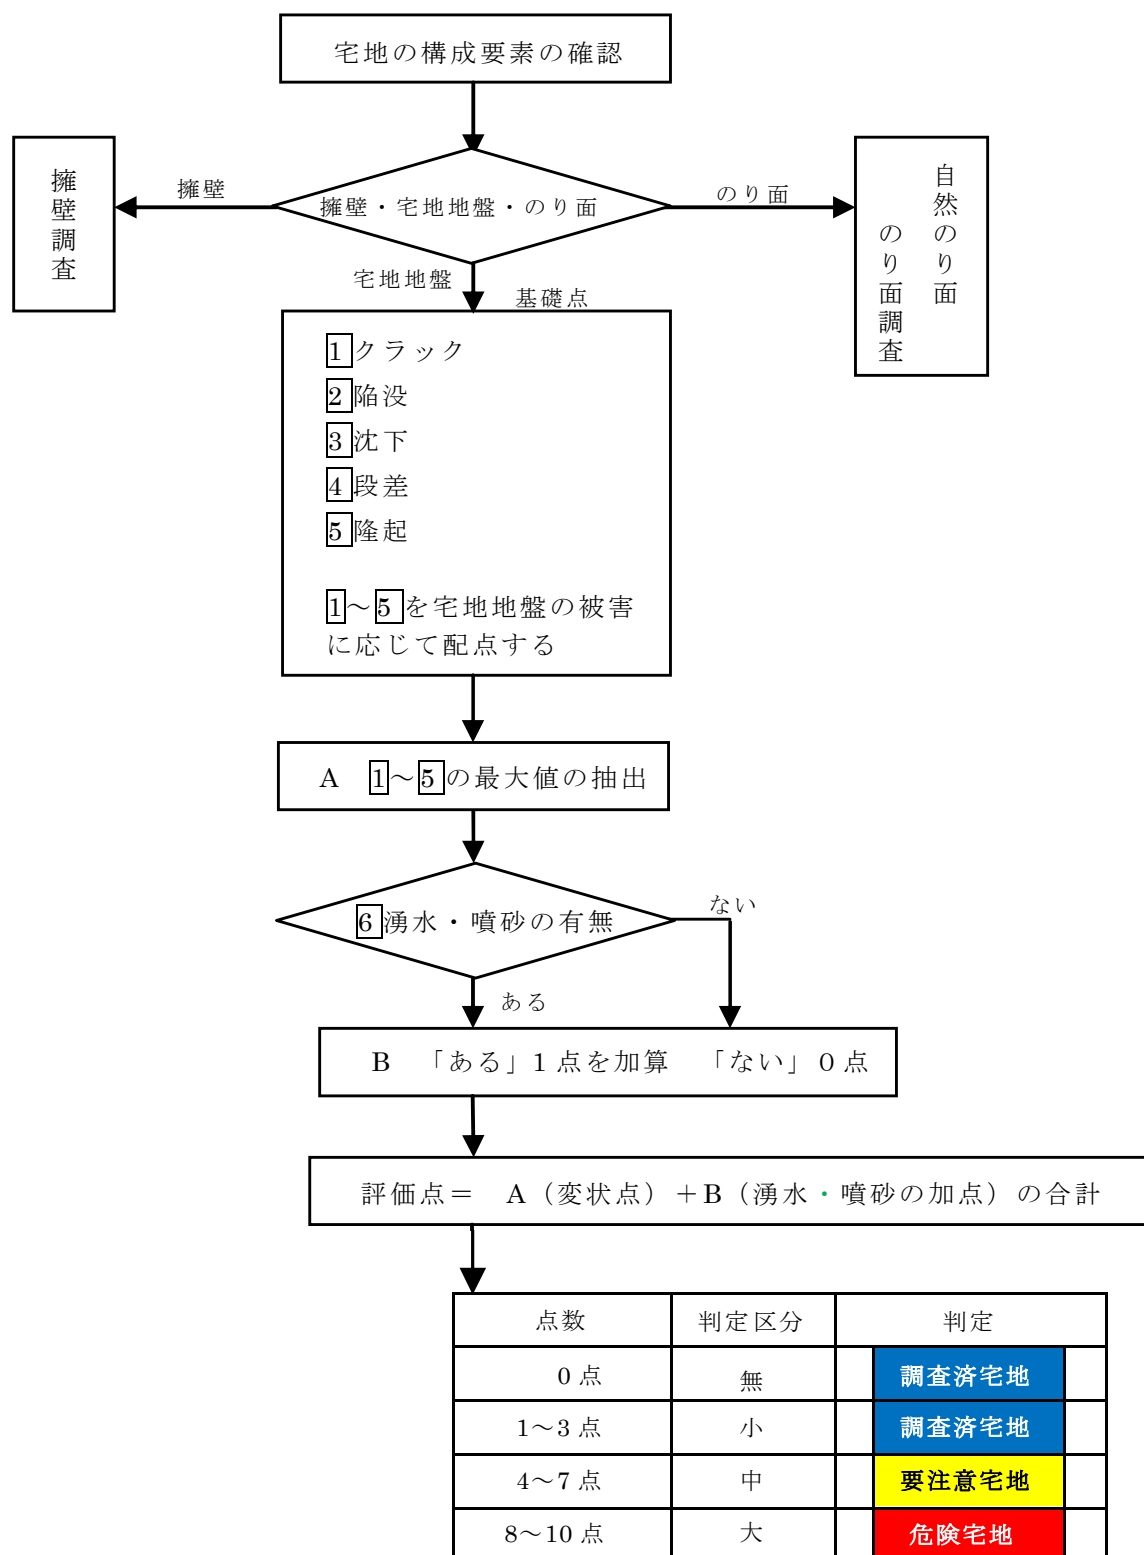 宅地の構成要素の確認
擁壁・宅地地盤・のり面
擁壁
のり面
擁壁調査
自然のり面
のり面調査
宅地地盤
基礎点
1クラック
2陥没
3沈下
4段差
5隆起
1～5を宅地地盤の被害
に応じて配点する
A　1～5の最大値の抽出
6湧水・噴砂の有無
ない
ある
B　「ある」1点を加算　「ない」0点
評価点＝　A（変状点）＋B（湧水・噴砂の加点）の合計
点数　判定区分　判定
0点　無　調査済宅地
1～3点　小　調査済宅地
4～7点　中　要注意宅地
8～10点　大　危険宅地